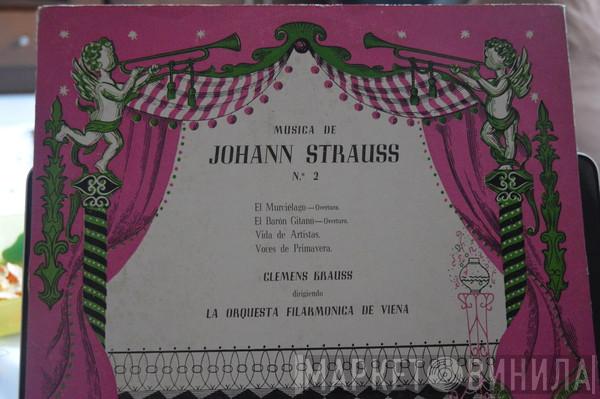 MUSICA DE
JOHANN STRAUSS
N.º 2
El Murciélago—Overtura.
El Barón Gitano—Overtura.
Vida de Artistas.
Voces de Primavera.
CLEMENS KRAUSS
dirigiendo
LA ORQUESTA FILARMONICA DE VIENA
МАРКЕТ ВИНИЛА